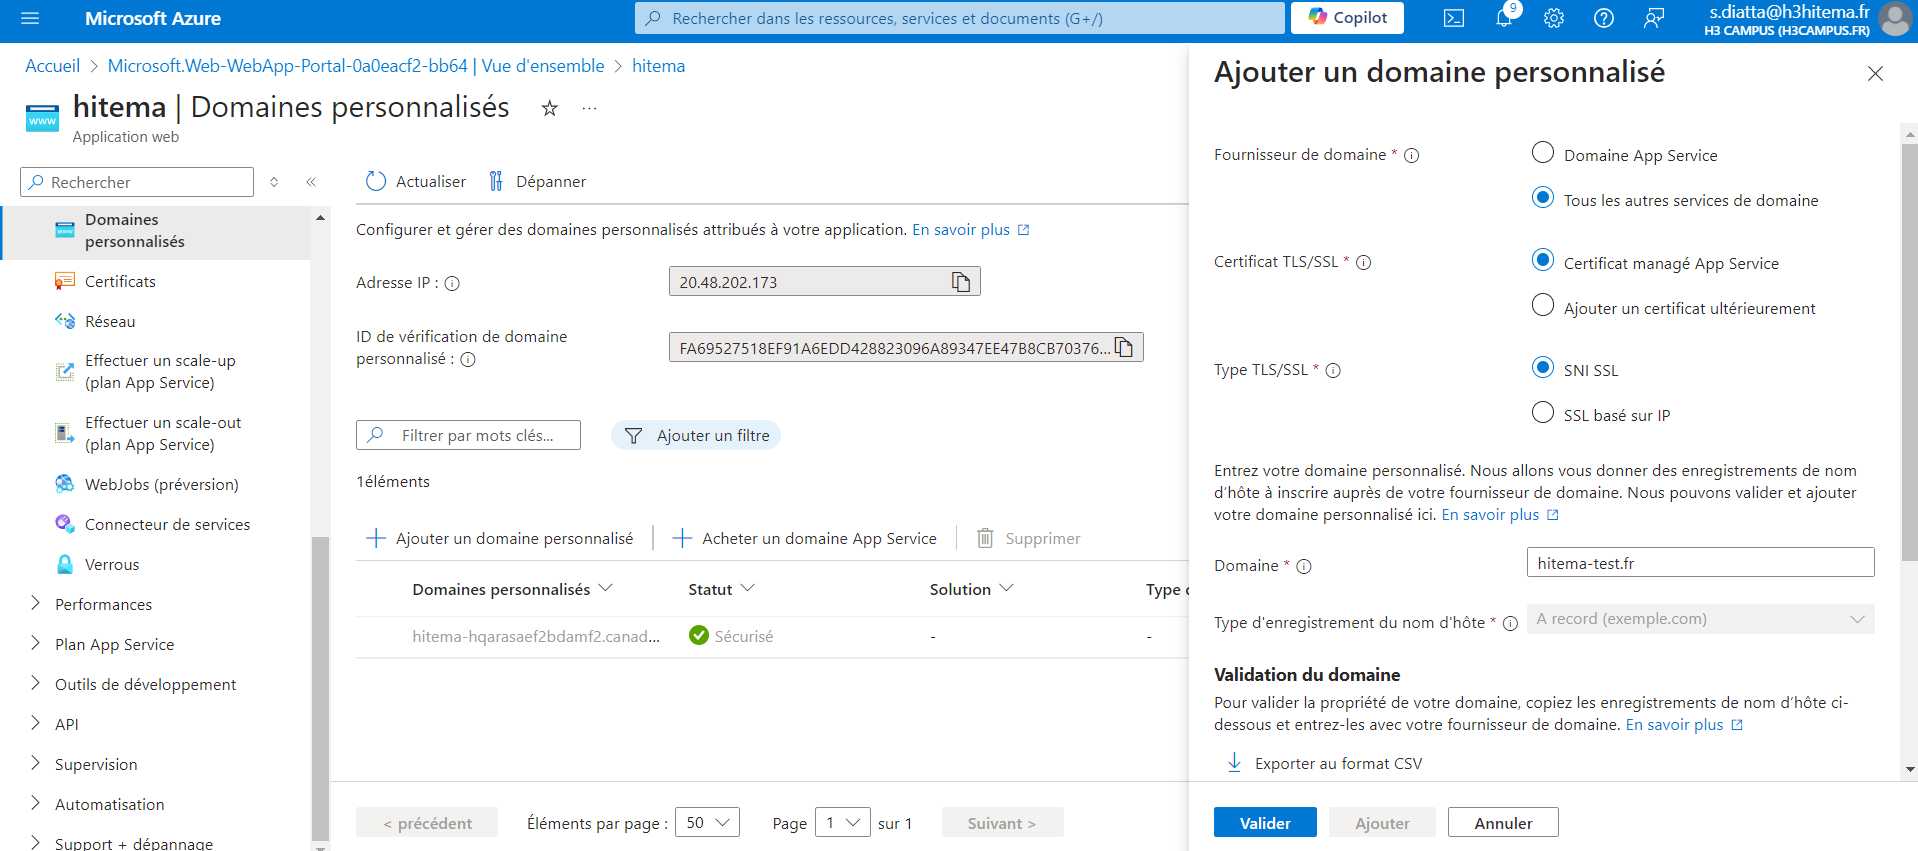 Microsoft Azure
Rechercher dans les ressources, services et documents (G+/)
Copilot
9
s.diatta@h3hitema.fr
H3 CAMPUS (H3CAMPUS.FR)
Accueil > Microsoft.Web-WebApp-Portal-0a0eacf2-bb64 | Vue d'ensemble > hitema
hitema | Domaines personnalisés
Application web
Rechercher
Domaines
personnalisés
Certificats
Réseau
Effectuer un scale-up
(plan App Service)
Effectuer un scale-out
(plan App Service)
WebJobs (préversion)
Connecteur de services
Verrous
Performances
Plan App Service
Outils de développement
API
Supervision
Automatisation
Support + dépannage
Actualiser
Dépanner
Configurer et gérer des domaines personnalisés attribués à votre application. En savoir plus
Adresse IP :
20.48.202.173
ID de vérification de domaine
personnalisé :
FA69527518EF91A6EDD428823096A89347EE47B8CB70376...
Filtrer par mots clés...
Ajouter un filtre
1éléments
Ajouter un domaine personnalisé
Acheter un domaine App Service
Supprimer
Domaines personnalisés
Statut
Solution
Type
hitema-hqarasaef2bdamf2.canad...
Sécurisé
-
-
< précédent
Éléments par page :
50
Page
1
sur 1
Suivant >
Ajouter un domaine personnalisé
Fournisseur de domaine *
Domaine App Service
Tous les autres services de domaine
Certificat TLS/SSL *
Certificat managé App Service
Ajouter un certificat ultérieurement
Type TLS/SSL *
SNI SSL
SSL basé sur IP
Entrez votre domaine personnalisé. Nous allons vous donner des enregistrements de nom
d’hôte à inscrire auprès de votre fournisseur de domaine. Nous pouvons valider et ajouter
votre domaine personnalisé ici. En savoir plus
Domaine *
hitema-test.fr
Type d'enregistrement du nom d'hôte *
A record (exemple.com)
Validation du domaine
Pour valider la propriété de votre domaine, copiez les enregistrements de nom d’hôte ci-
dessous et entrez-les avec votre fournisseur de domaine. En savoir plus
Exporter au format CSV
Valider
Ajouter
Annuler